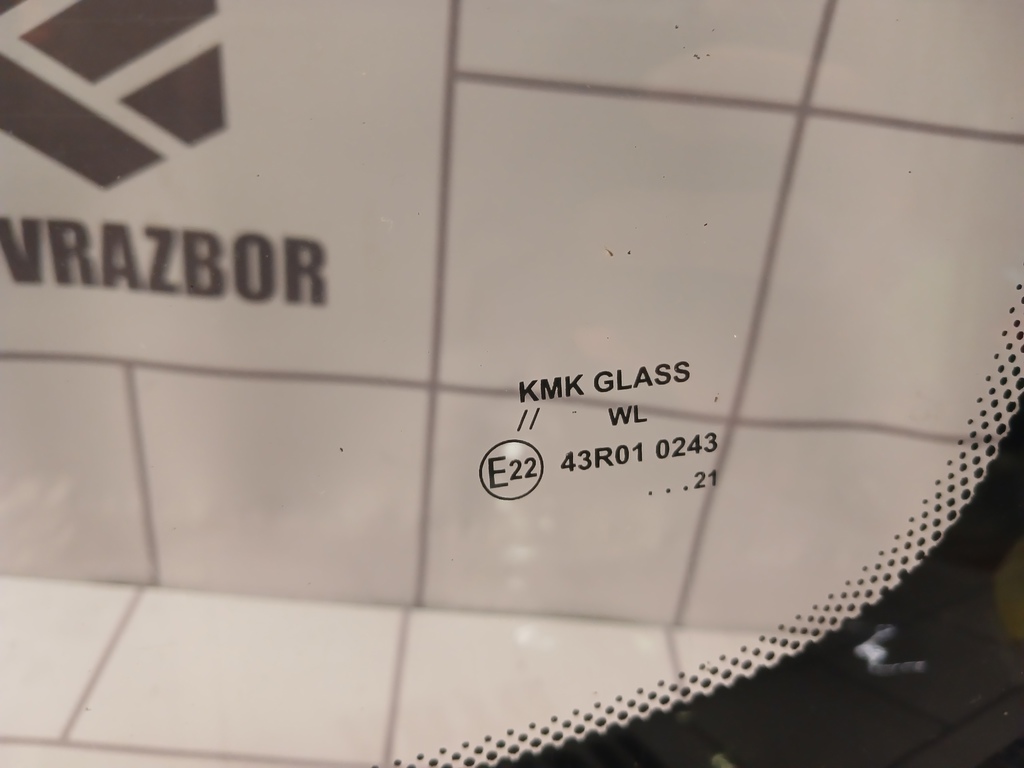 VRAZBOR
KMK GLASS
// WL
E22 43R01 0243
. . . 21